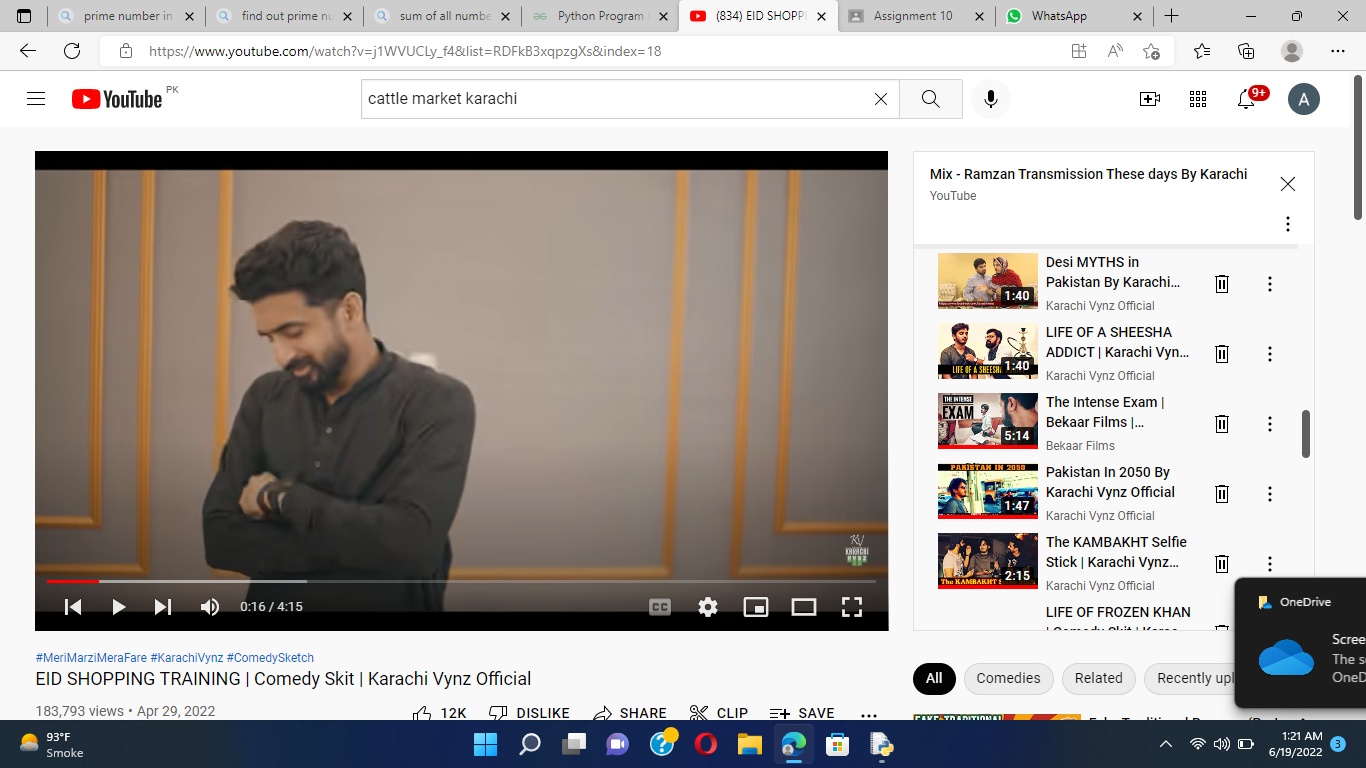 prime number in
find out prime nu
sum of all numbe
Python Program
(834) EID SHOPP
Assignment 10
WhatsApp
https://www.youtube.com/watch?v=j1WVUCLy_f4&list=RDFkB3xqpzgXs&index=18
YouTube PK
cattle market karachi
9+
A
KV
KARACHI
0:16 / 4:15
CC
#MeriMarziMeraFare #KarachiVynz #ComedySketch
EID SHOPPING TRAINING | Comedy Skit | Karachi Vynz Official
183,793 views • Apr 29, 2022
12K DISLIKE SHARE CLIP SAVE
Mix - Ramzan Transmission These days By Karachi
YouTube
Desi MYTHS in
Pakistan By Karachi...
Karachi Vynz Official
1:40
LIFE OF A SHEESHA
ADDICT | Karachi Vyn...
Karachi Vynz Official
LIFE OF A SHEESHA
1:40
The Intense Exam |
Bekaar Films |...
Bekaar Films
THE INTENSE
EXAM
5:14
Pakistan In 2050 By
Karachi Vynz Official
Karachi Vynz Official
PAKISTAN IN 2050
1:47
The KAMBAKHT Selfie
Stick | Karachi Vynz...
Karachi Vynz Official
The KAMBAKHT S
2:15
LIFE OF FROZEN KHAN
All Comedies Related Recently upl
OneDrive
Scree
The s
OneD
93°F
Smoke
1:21 AM
6/19/2022
3